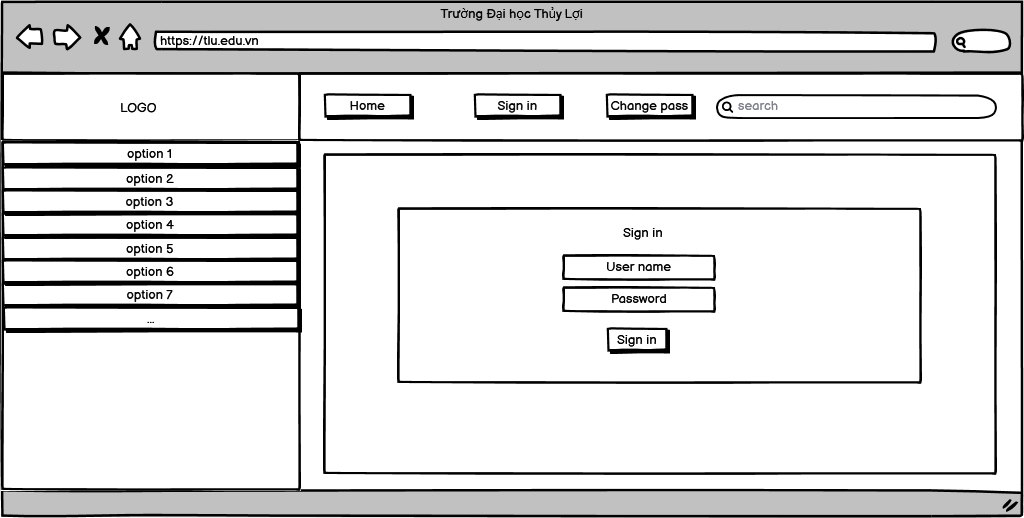 Trường Đại học Thủy Lợi
https://tlu.edu.vn
LOGO
Home
Sign in
Change pass
search
option 1
option 2
option 3
option 4
option 5
option 6
option 7
...
Sign in
User name
Password
Sign in